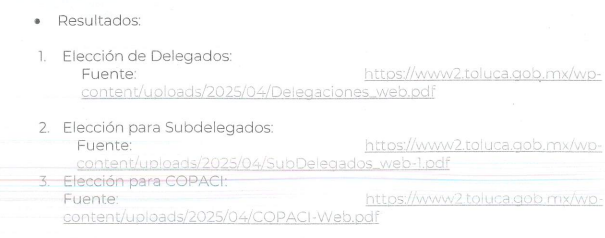 • Resultados:
1. Elección de Delegados:
Fuente: https://www2.toluca.gob.mx/wp-
content/uploads/2025/04/Delegaciones_web.pdf
2. Elección para Subdelegados:
Fuente: https://www2.toluca.gob.mx/wp-
content/uploads/2025/04/SubDelegados_web-1.pdf
3. Elección para COPACI:
Fuente: https://www2.toluca.gob.mx/wp-
content/uploads/2025/04/COPACI-Web.pdf